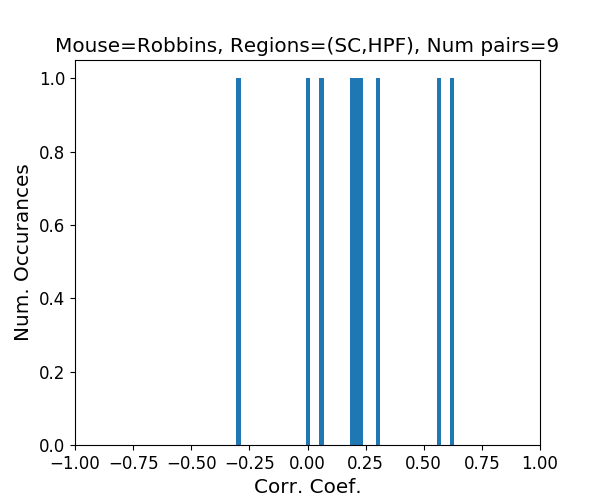 Mouse=Robbins, Regions=(SC,HPF), Num pairs=9
Num. Occurances
1.0
0.8
0.6
0.4
0.2
0.0
−1.00 −0.75 −0.50 −0.25 0.00 0.25 0.50 0.75 1.00
Corr. Coef.